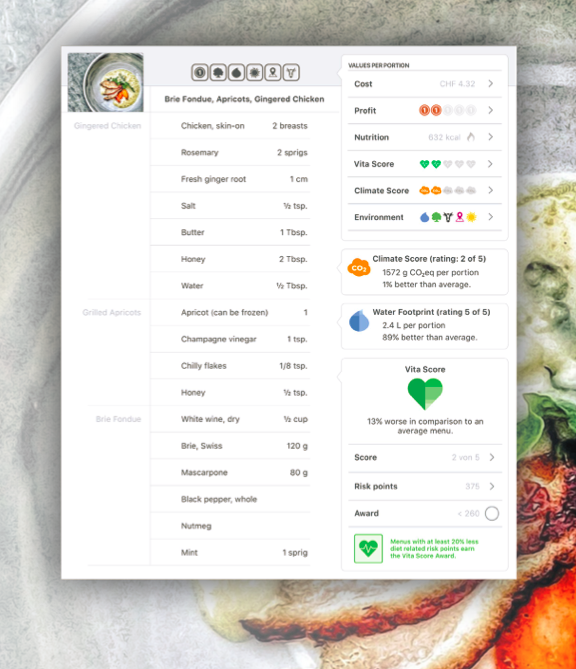 Brie Fondue, Apricots, Gingered Chicken
Gingered Chicken
Chicken, skin-on 2 breasts
Rosemary 2 sprigs
Fresh ginger root 1 cm
Salt ½ tsp.
Butter 1 Tbsp.
Honey 2 Tbsp.
Water ½ Tbsp.
Grilled Apricots
Apricot (can be frozen) 1
Champagne vinegar 1 tsp.
Chilly flakes 1/8 tsp.
Honey ½ tsp.
Brie Fondue
White wine, dry ½ cup
Brie, Swiss 120 g
Mascarpone 80 g
Black pepper, whole
Nutmeg
Mint 1 sprig
VALUES PER PORTION
Cost CHF 4.32
Profit
Nutrition 632 kcal
Vita Score
Climate Score
Environment
CO₂
Climate Score (rating: 2 of 5)
1572 g CO₂eq per portion
1% better than average.
Water Footprint (rating 5 of 5)
2.4 L per portion
89% better than average.
Vita Score
13% worse in comparison to an
average menu.
Score 2 von 5
Risk points 375
Award < 260
Menus with at least 20% less
diet related risk points earn
the Vita Score Award.